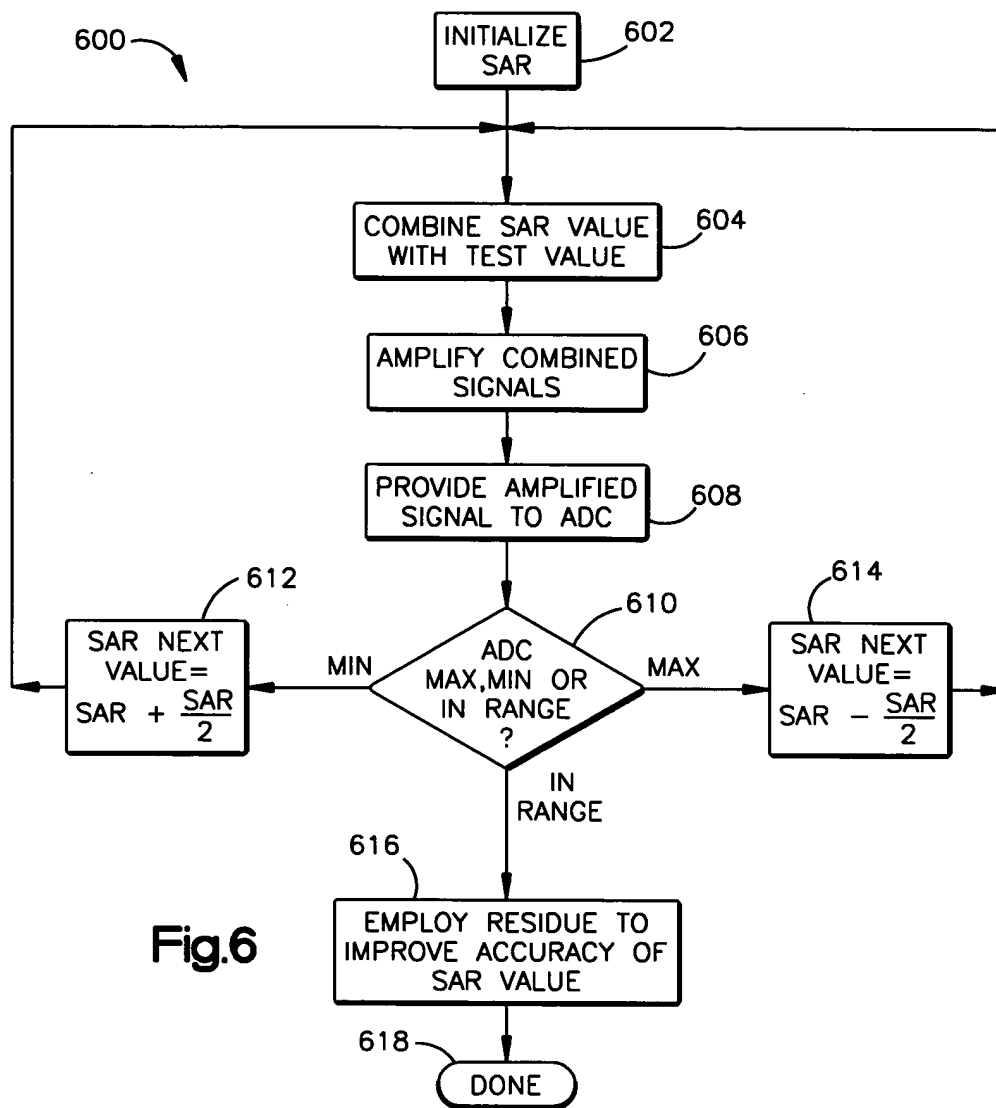 600
INITIALIZE
SAR
602
COMBINE SAR VALUE
WITH TEST VALUE
604
AMPLIFY COMBINED
SIGNALS
606
PROVIDE AMPLIFIED
SIGNAL TO ADC
608
612
SAR NEXT
VALUE=
SAR + SAR/2
MIN
610
ADC
MAX,MIN OR
IN RANGE
?
MAX
614
SAR NEXT
VALUE=
SAR - SAR/2
IN
RANGE
616
EMPLOY RESIDUE TO
IMPROVE ACCURACY OF
SAR VALUE
Fig.6
618
DONE